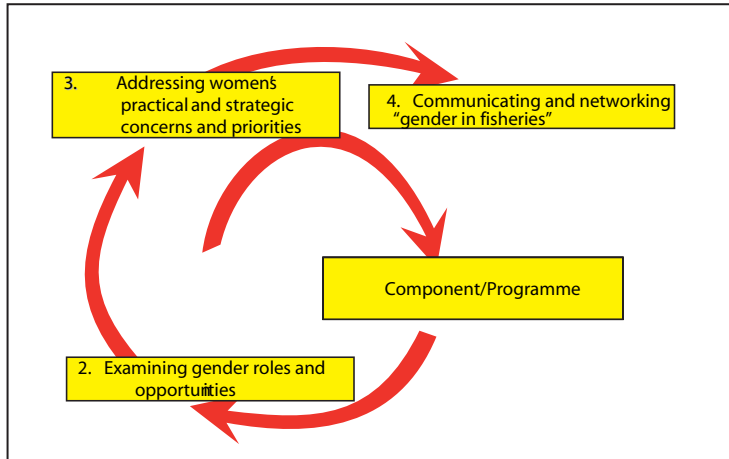 3. Addressing women's
practical and strategic
concerns and priorities
4. Communicating and networking
“gender in fisheries”
Component/Programme
2. Examining gender roles and
opportunities